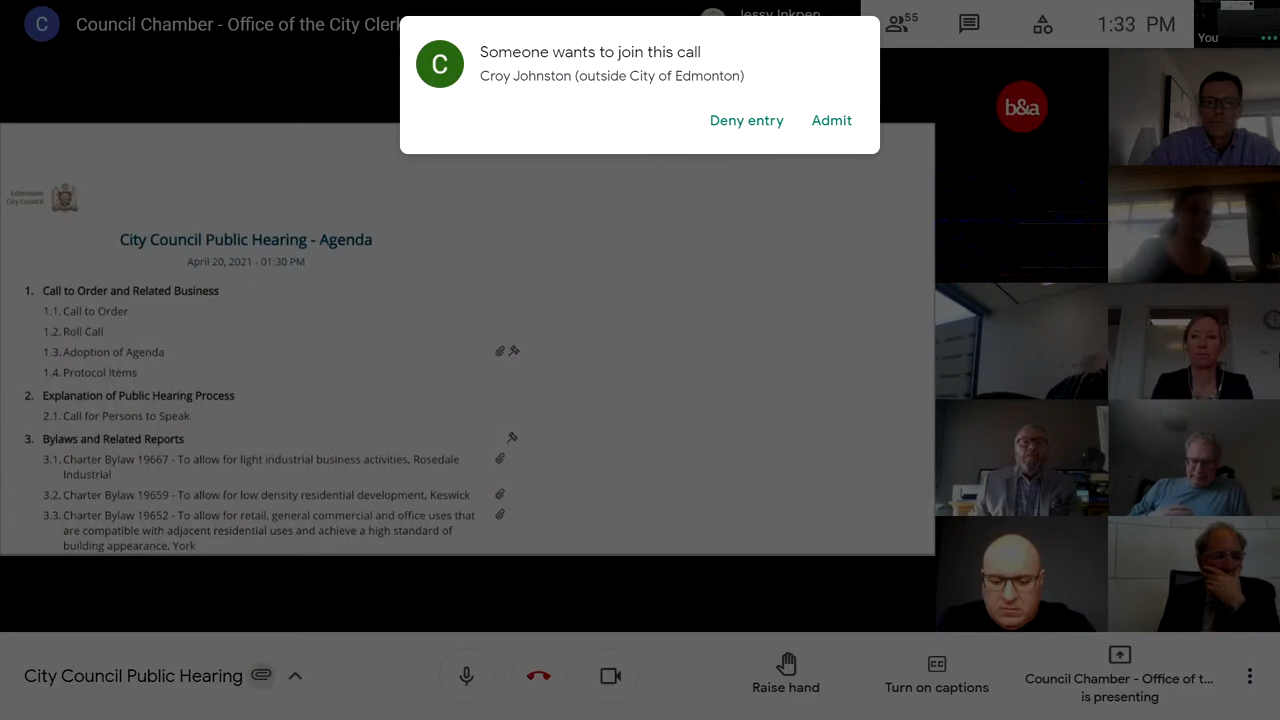 C
Council Chamber - Office of the City Clerk
Jessy Inkpen
55
1:33 PM
You
C
Someone wants to join this call
Croy Johnston (outside City of Edmonton)
Deny entry
Admit
b&a
Edmonton
City Council
City Council Public Hearing - Agenda
April 20, 2021 - 01:30 PM
1. Call to Order and Related Business
1.1. Call to Order
1.2. Roll Call
1.3. Adoption of Agenda
1.4. Protocol Items
2. Explanation of Public Hearing Process
2.1. Call for Persons to Speak
3. Bylaws and Related Reports
3.1. Charter Bylaw 19667 - To allow for light industrial business activities, Rosedale
Industrial
3.2. Charter Bylaw 19659 - To allow for low density residential development, Keswick
3.3. Charter Bylaw 19652 - To allow for retail, general commercial and office uses that
are compatible with adjacent residential uses and achieve a high standard of
building appearance, York
City Council Public Hearing
Raise hand
CC
Turn on captions
Council Chamber - Office of t...
is presenting